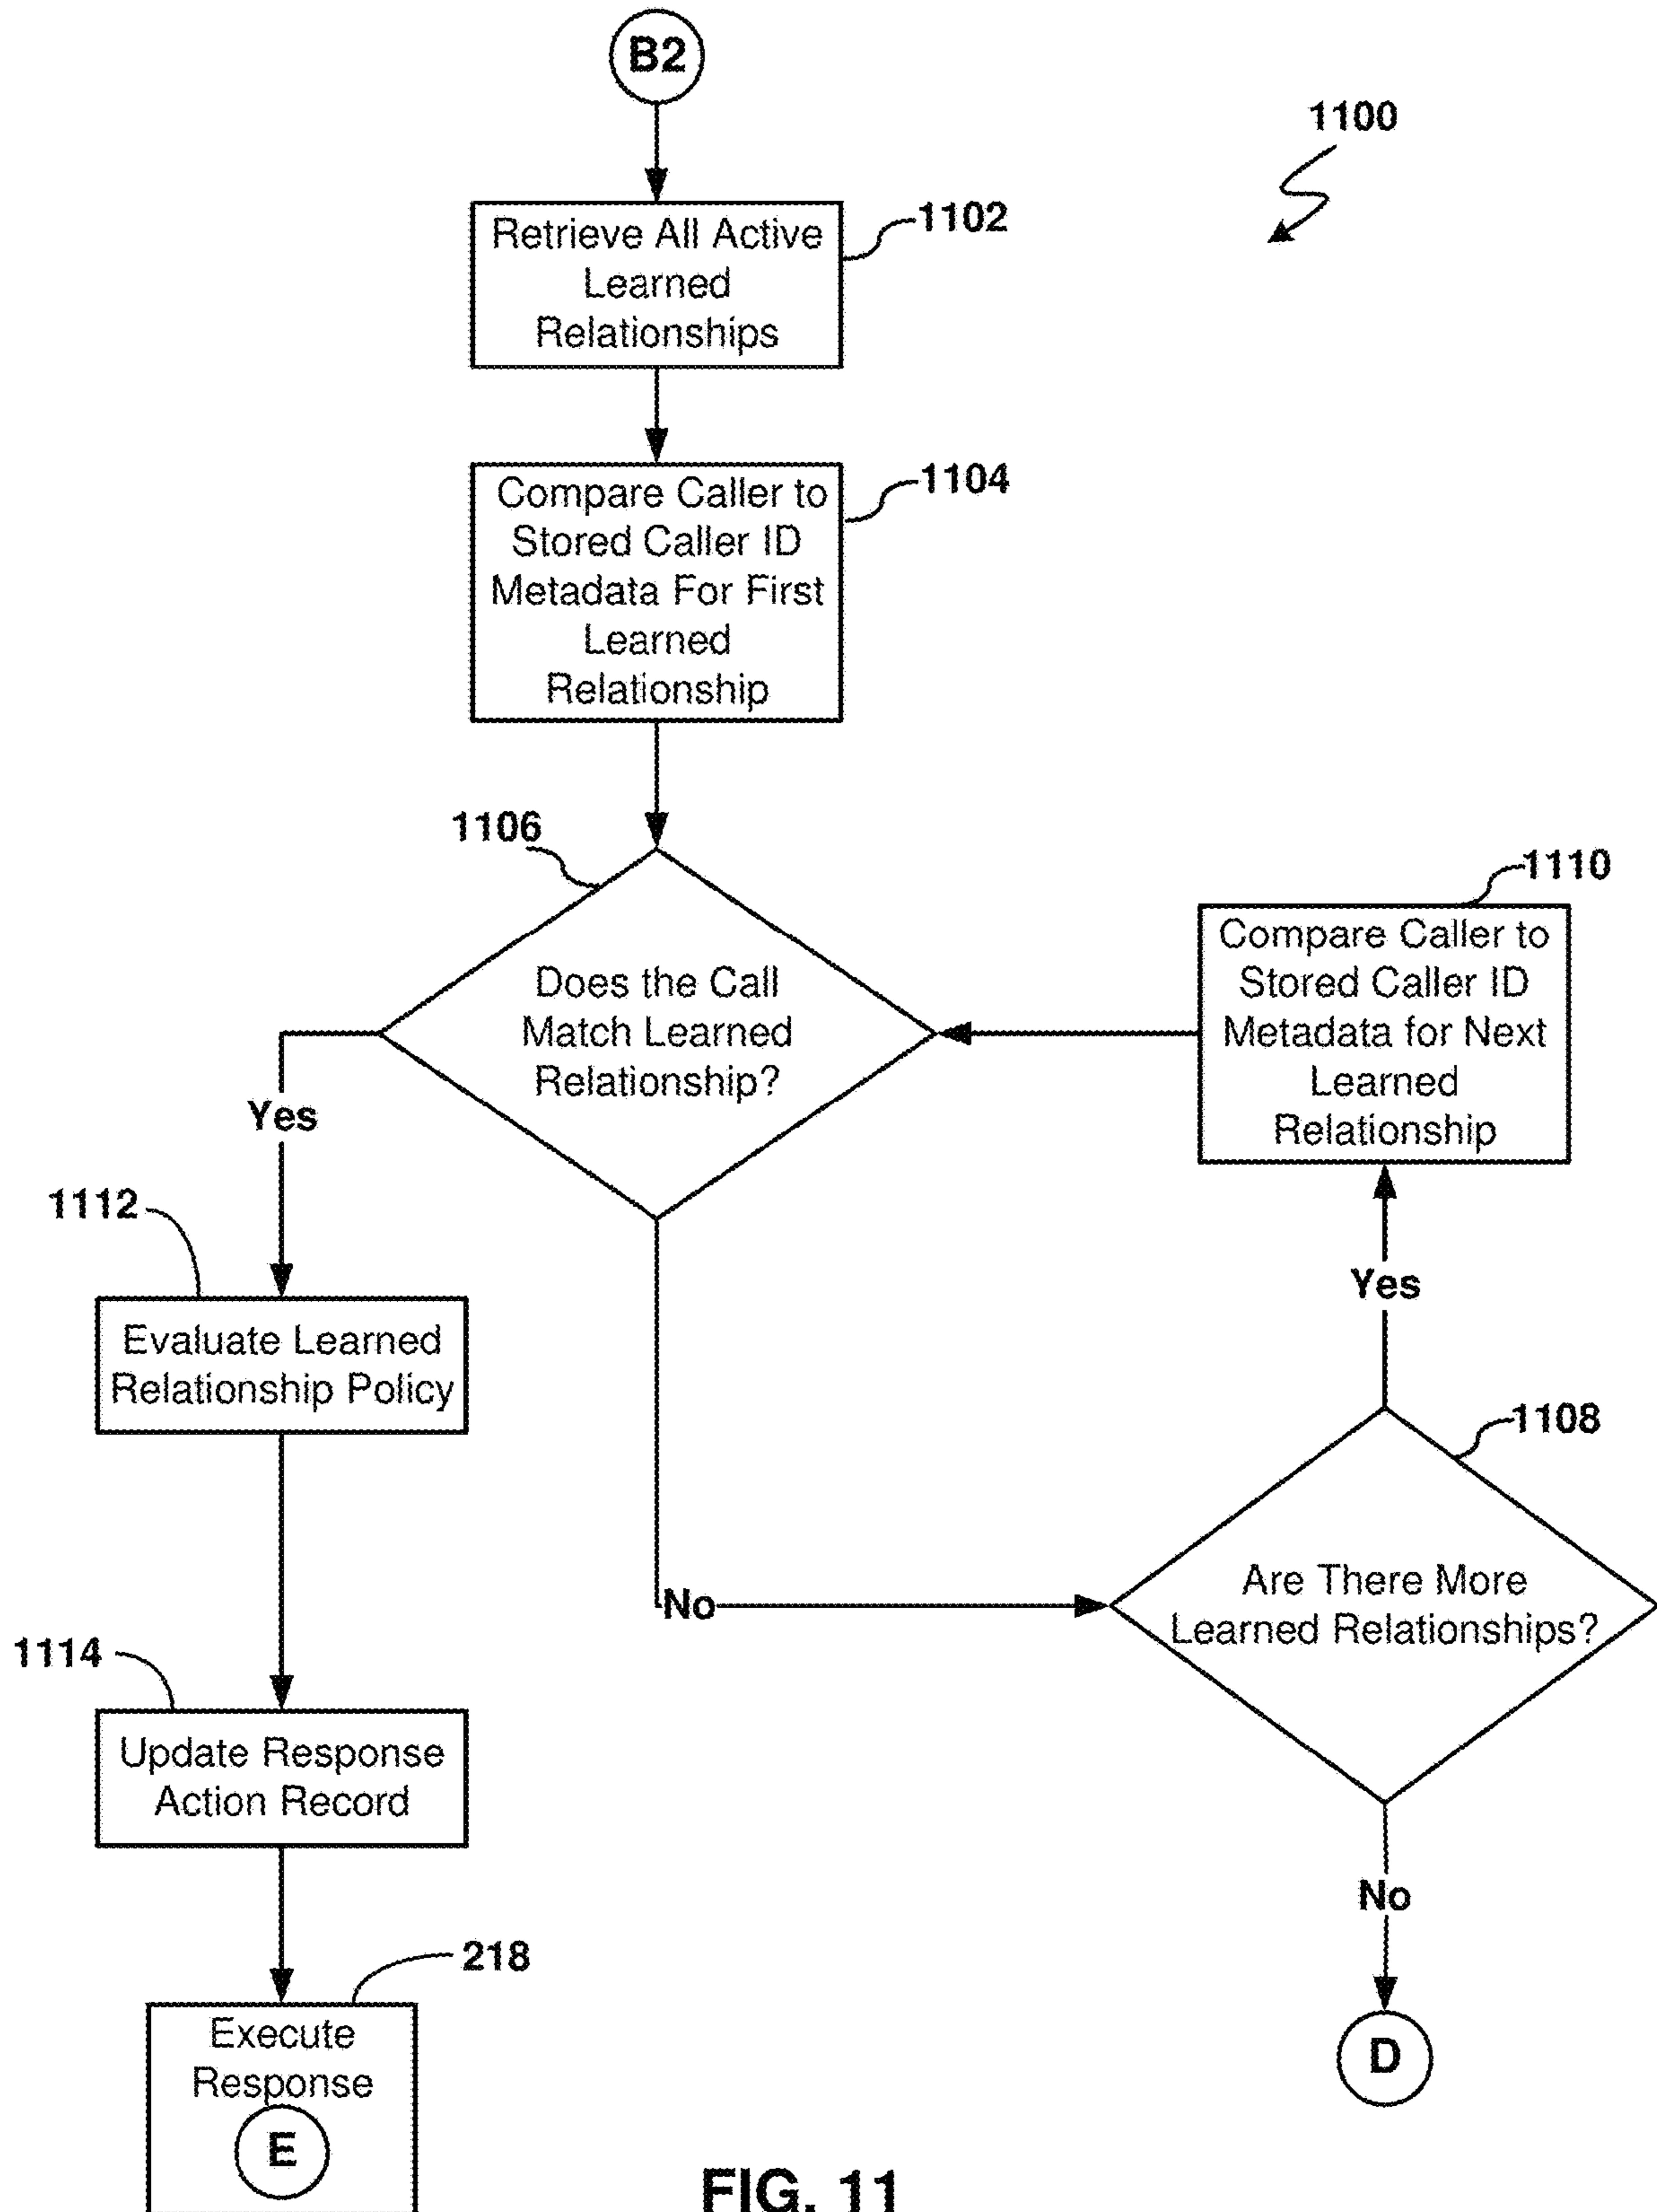 B2
1100
Retrieve All Active
Learned
Relationships
1102
Compare Caller to
Stored Caller ID
Metadata For First
Learned
Relationship
1104
1106
Does the Call
Match Learned
Relationship?
1110
Compare Caller to
Stored Caller ID
Metadata for Next
Learned
Relationship
Yes
1112
Evaluate Learned
Relationship Policy
Yes
1108
Are There More
Learned Relationships?
No
1114
Update Response
Action Record
No
218
Execute
Response
E
D
FIG. 11